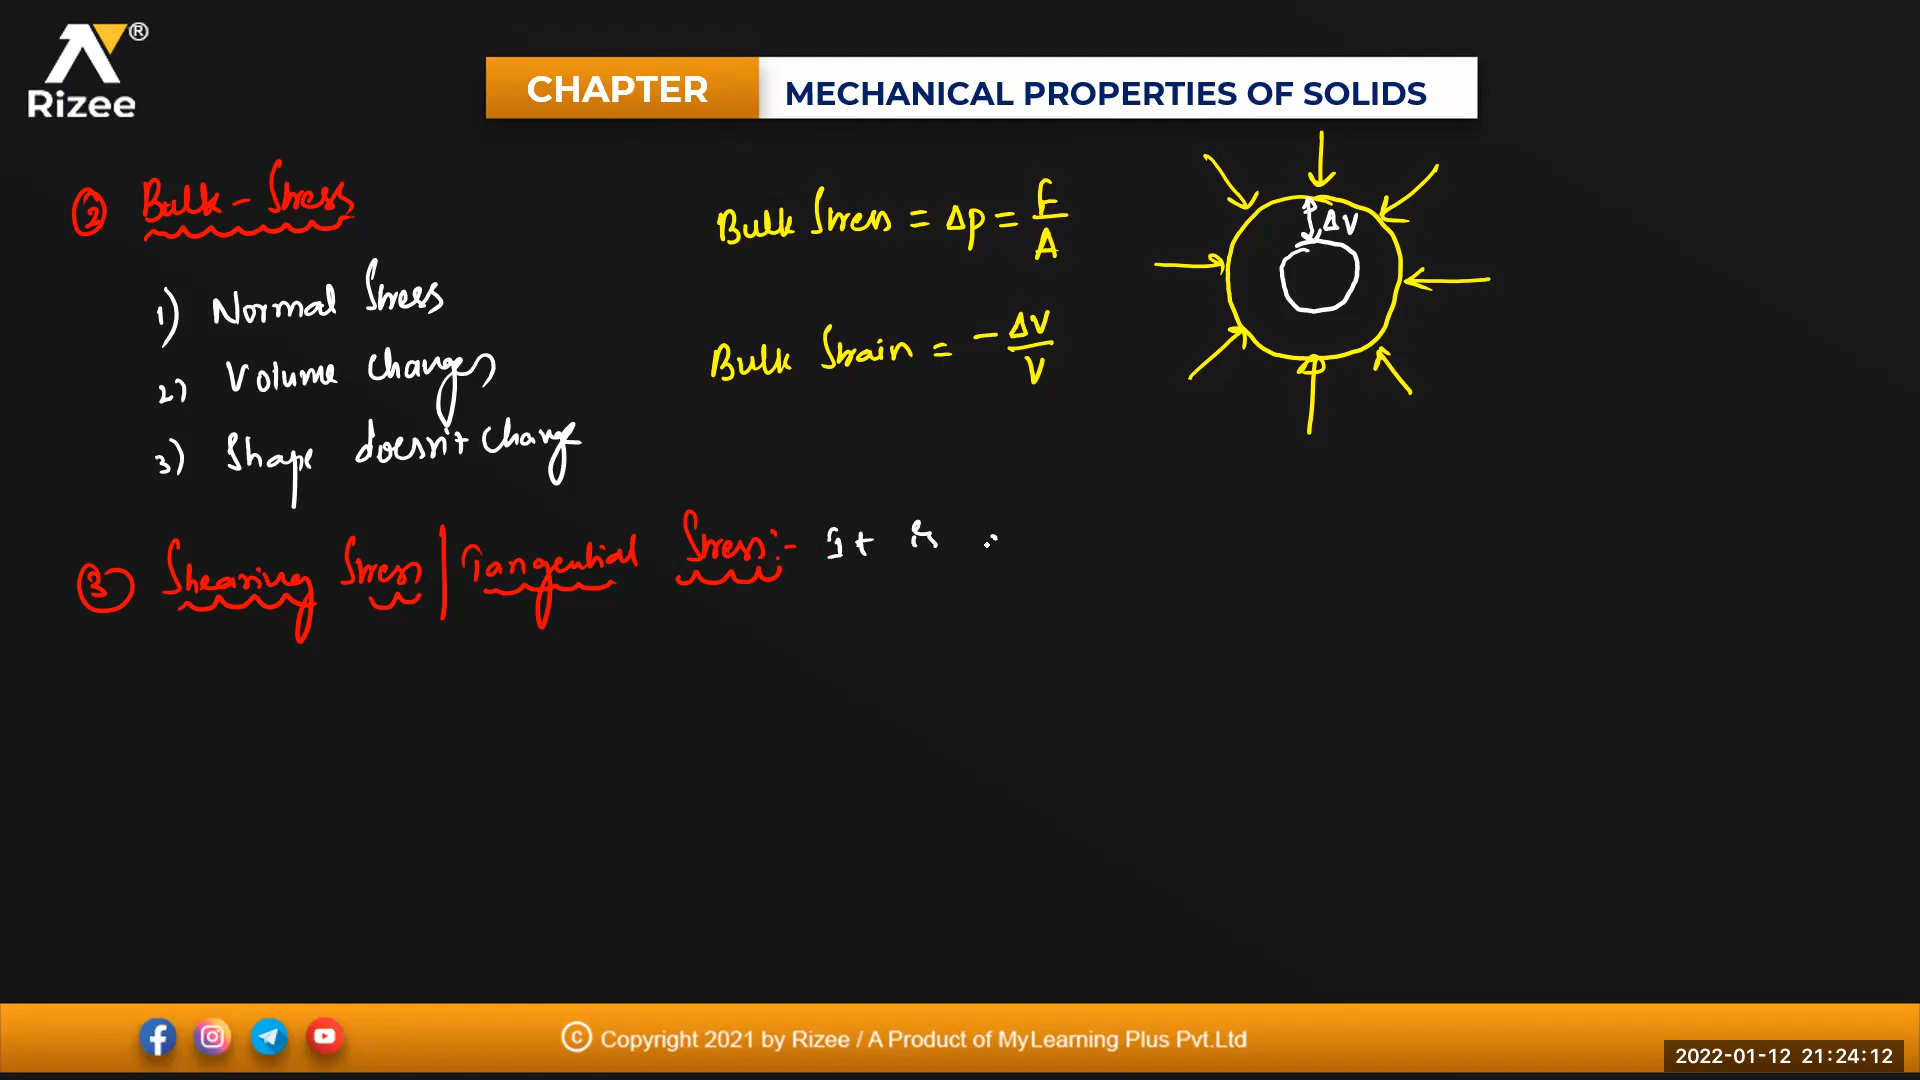 Rizee®
CHAPTER MECHANICAL PROPERTIES OF SOLIDS
② Bulk - Stress
1) Normal Stress
2) Volume Changes
3) Shape doesn't change
Bulk Stress = Δp = F/A
Bulk Strain = - ΔV/V
ΔV
③ Shearing Stress | Tangential Stress :- It is
© Copyright 2021 by Rizee / A Product of MyLearning Plus Pvt.Ltd
2022-01-12 21:24:12